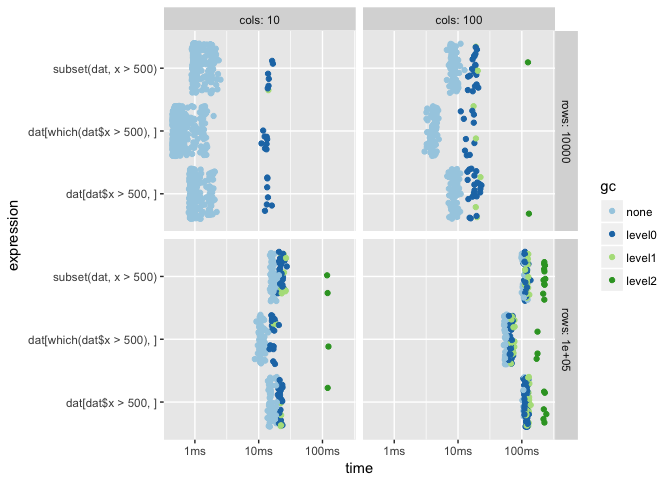 cols: 10
cols: 100
subset(dat, x > 500)
dat[which(dat$x > 500), ]
dat[dat$x > 500, ]
rows: 10000
expression
gc
none
level0
level1
level2
subset(dat, x > 500)
dat[which(dat$x > 500), ]
dat[dat$x > 500, ]
rows: 1e+05
1ms
10ms
100ms
1ms
10ms
100ms
time